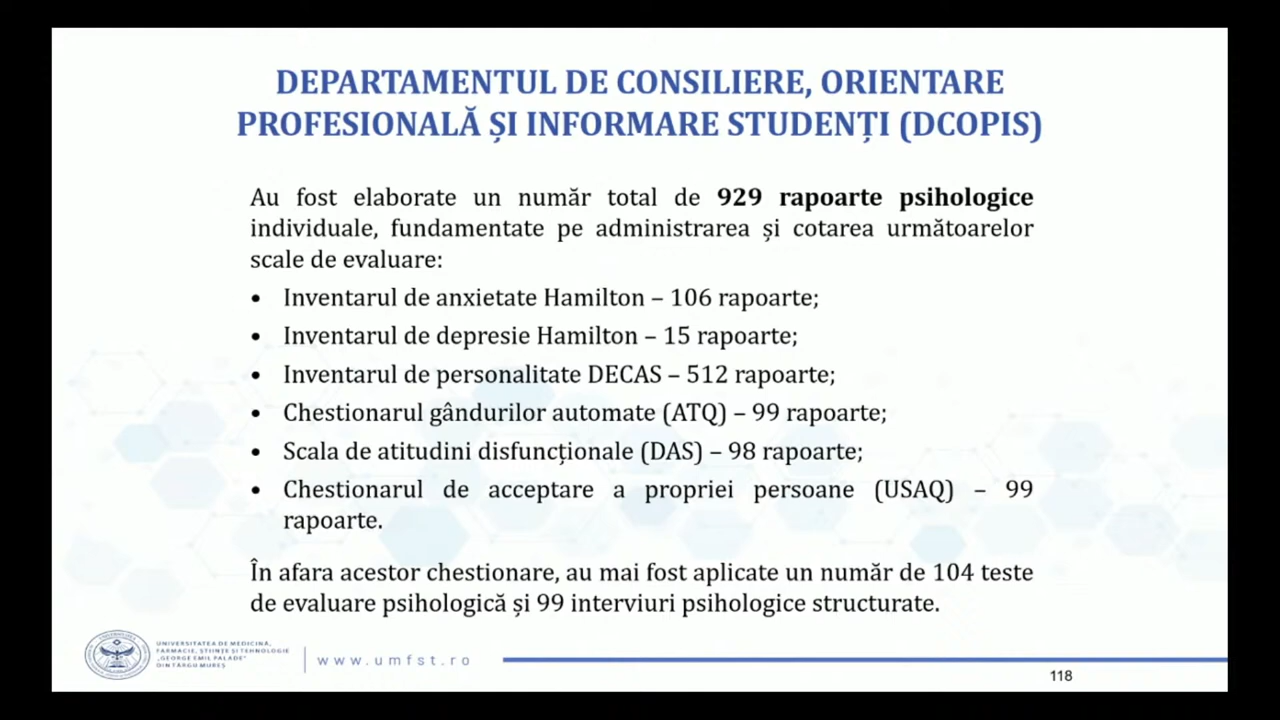 DEPARTAMENTUL DE CONSILIERE, ORIENTARE
PROFESIONALĂ ȘI INFORMARE STUDENȚI (DCOPIS)
Au fost elaborate un număr total de 929 rapoarte psihologice
individuale, fundamentate pe administrarea și cotarea următoarelor
scale de evaluare:
• Inventarul de anxietate Hamilton – 106 rapoarte;
• Inventarul de depresie Hamilton – 15 rapoarte;
• Inventarul de personalitate DECAS – 512 rapoarte;
• Chestionarul gândurilor automate (ATQ) – 99 rapoarte;
• Scala de atitudini disfuncționale (DAS) – 98 rapoarte;
• Chestionarul de acceptare a propriei persoane (USAQ) – 99
rapoarte.
În afara acestor chestionare, au mai fost aplicate un număr de 104 teste
de evaluare psihologică și 99 interviuri psihologice structurate.
UNIVERSITATEA DE MEDICINĂ,
FARMACIE, ȘTIINȚE ȘI TEHNOLOGIE
„GEORGE EMIL PALADE”
DIN TÂRGU MUREȘ
www.umfst.ro
118